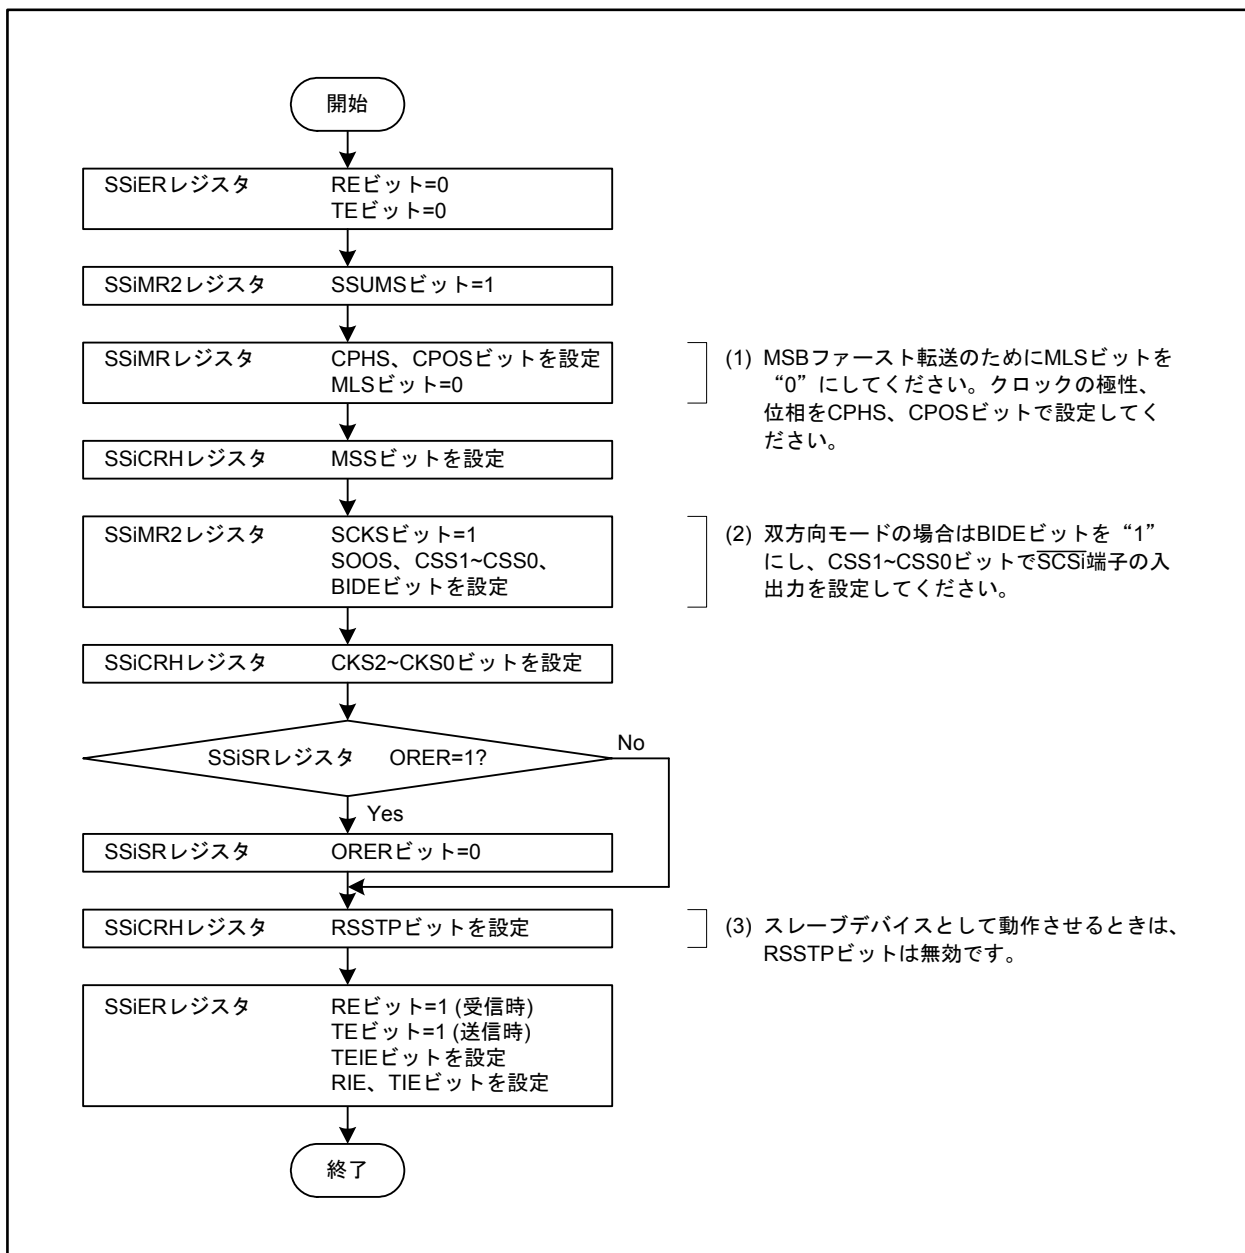 開始
SSiERレジスタ REビット=0
TEビット=0
SSiMR2レジスタ SSUMSビット=1
SSiMRレジスタ CPHS、CPOSビットを設定
MLSビット=0
(1) MSBファースト転送のためにMLSビットを
“0”にしてください。クロックの極性、
位相をCPHS、CPOSビットで設定してく
ださい。
SSiCRHレジスタ MSSビットを設定
SSiMR2レジスタ SCKSビット=1
SOOS、CSS1~CSS0、
BIDEビットを設定
(2) 双方向モードの場合はBIDEビットを“1”
にし、CSS1~CSS0ビットでS̅C̅S̅i̅端子の入
出力を設定してください。
SSiCRHレジスタ CKS2~CKS0ビットを設定
SSiSRレジスタ ORER=1?
No
Yes
SSiSRレジスタ ORERビット=0
SSiCRHレジスタ RSSTPビットを設定
(3) スレーブデバイスとして動作させるときは、
RSSTPビットは無効です。
SSiERレジスタ REビット=1 (受信時)
TEビット=1 (送信時)
TEIEビットを設定
RIE、TIEビットを設定
終了